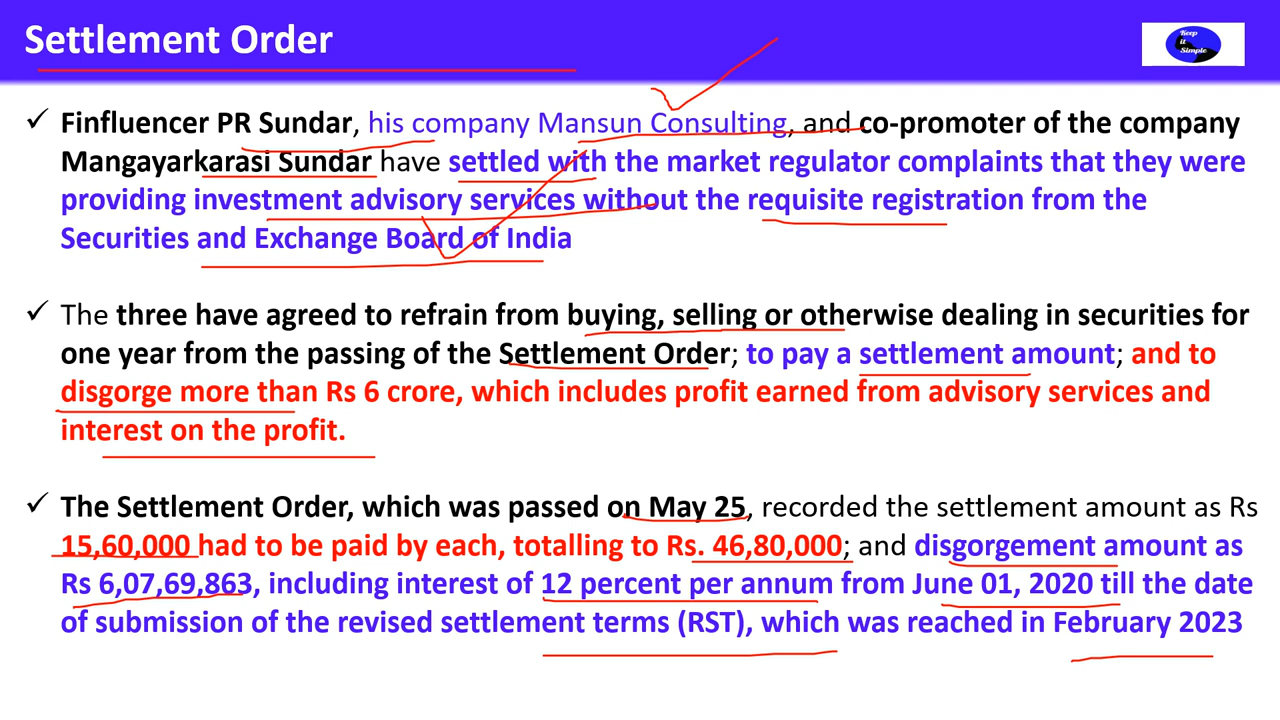 Settlement Order
Keep
it
Simple
✓ Finfluencer PR Sundar, his company Mansun Consulting, and co-promoter of the company
Mangayarkarasi Sundar have settled with the market regulator complaints that they were
providing investment advisory services without the requisite registration from the
Securities and Exchange Board of India
✓ The three have agreed to refrain from buying, selling or otherwise dealing in securities for
one year from the passing of the Settlement Order; to pay a settlement amount; and to
disgorge more than Rs 6 crore, which includes profit earned from advisory services and
interest on the profit.
✓ The Settlement Order, which was passed on May 25, recorded the settlement amount as Rs
15,60,000 had to be paid by each, totalling to Rs. 46,80,000; and disgorgement amount as
Rs 6,07,69,863, including interest of 12 percent per annum from June 01, 2020 till the date
of submission of the revised settlement terms (RST), which was reached in February 2023